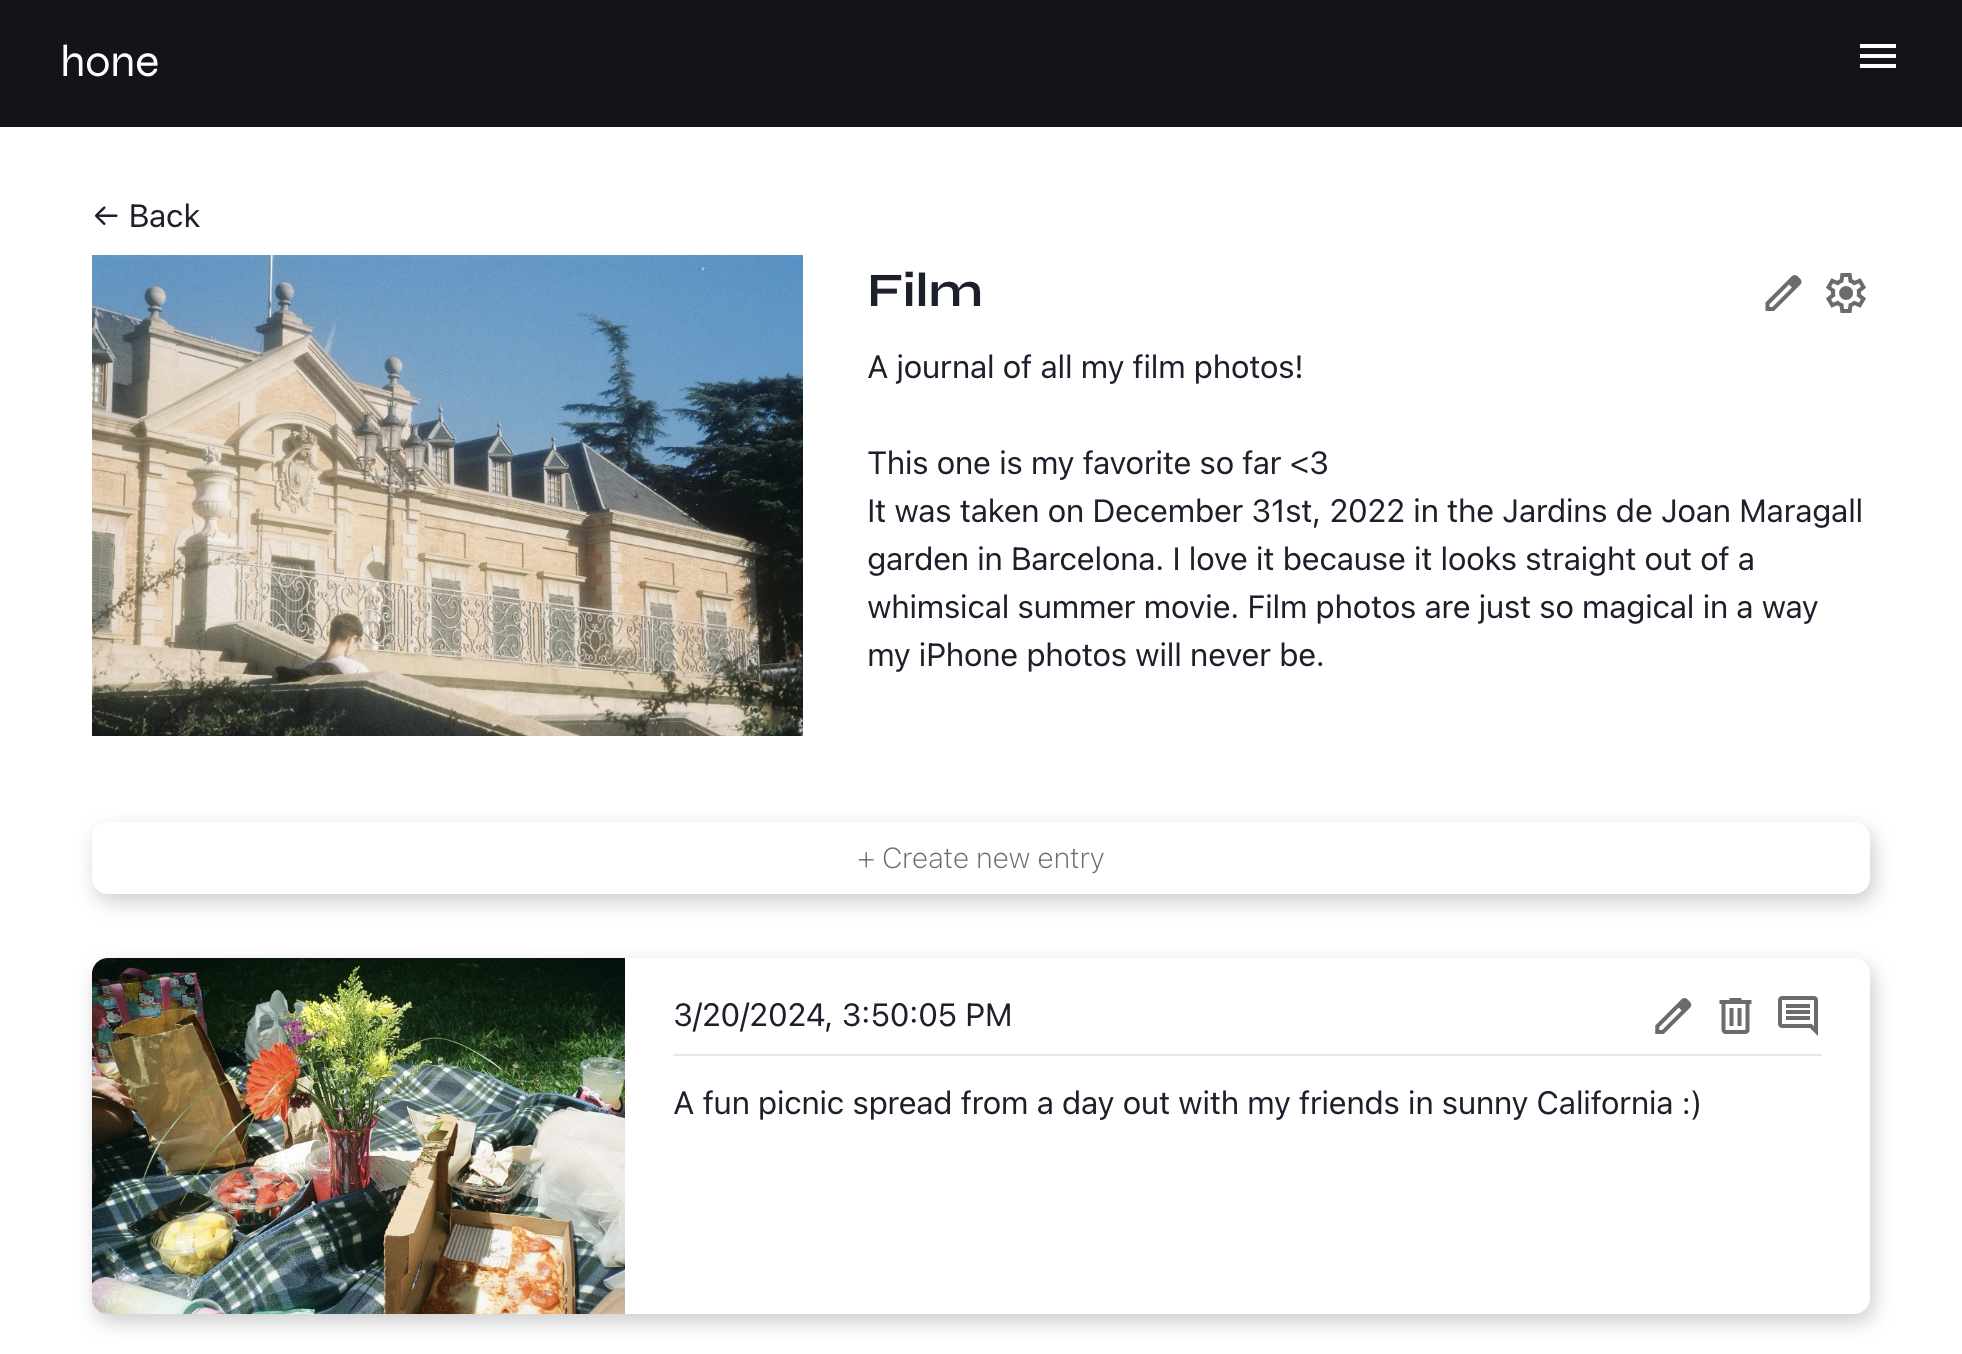 hone
← Back
Film
A journal of all my film photos!
This one is my favorite so far <3
It was taken on December 31st, 2022 in the Jardins de Joan Maragall
garden in Barcelona. I love it because it looks straight out of a
whimsical summer movie. Film photos are just so magical in a way
my iPhone photos will never be.
+ Create new entry
3/20/2024, 3:50:05 PM
A fun picnic spread from a day out with my friends in sunny California :)